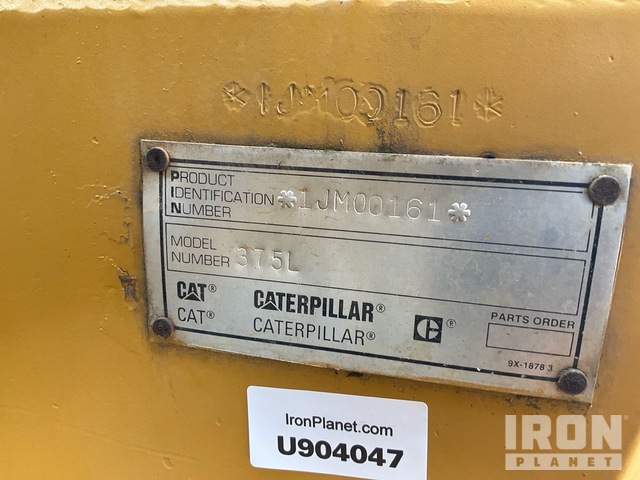 *1JM00161*
PRODUCT
IDENTIFICATION *1JM00161*
NUMBER
MODEL
NUMBER 375L
CAT® CATERPILLAR®
CAT® CATERPILLAR®
C®
PARTS ORDER
9X-1878 3
IronPlanet.com
U904047
IRON
PLANET